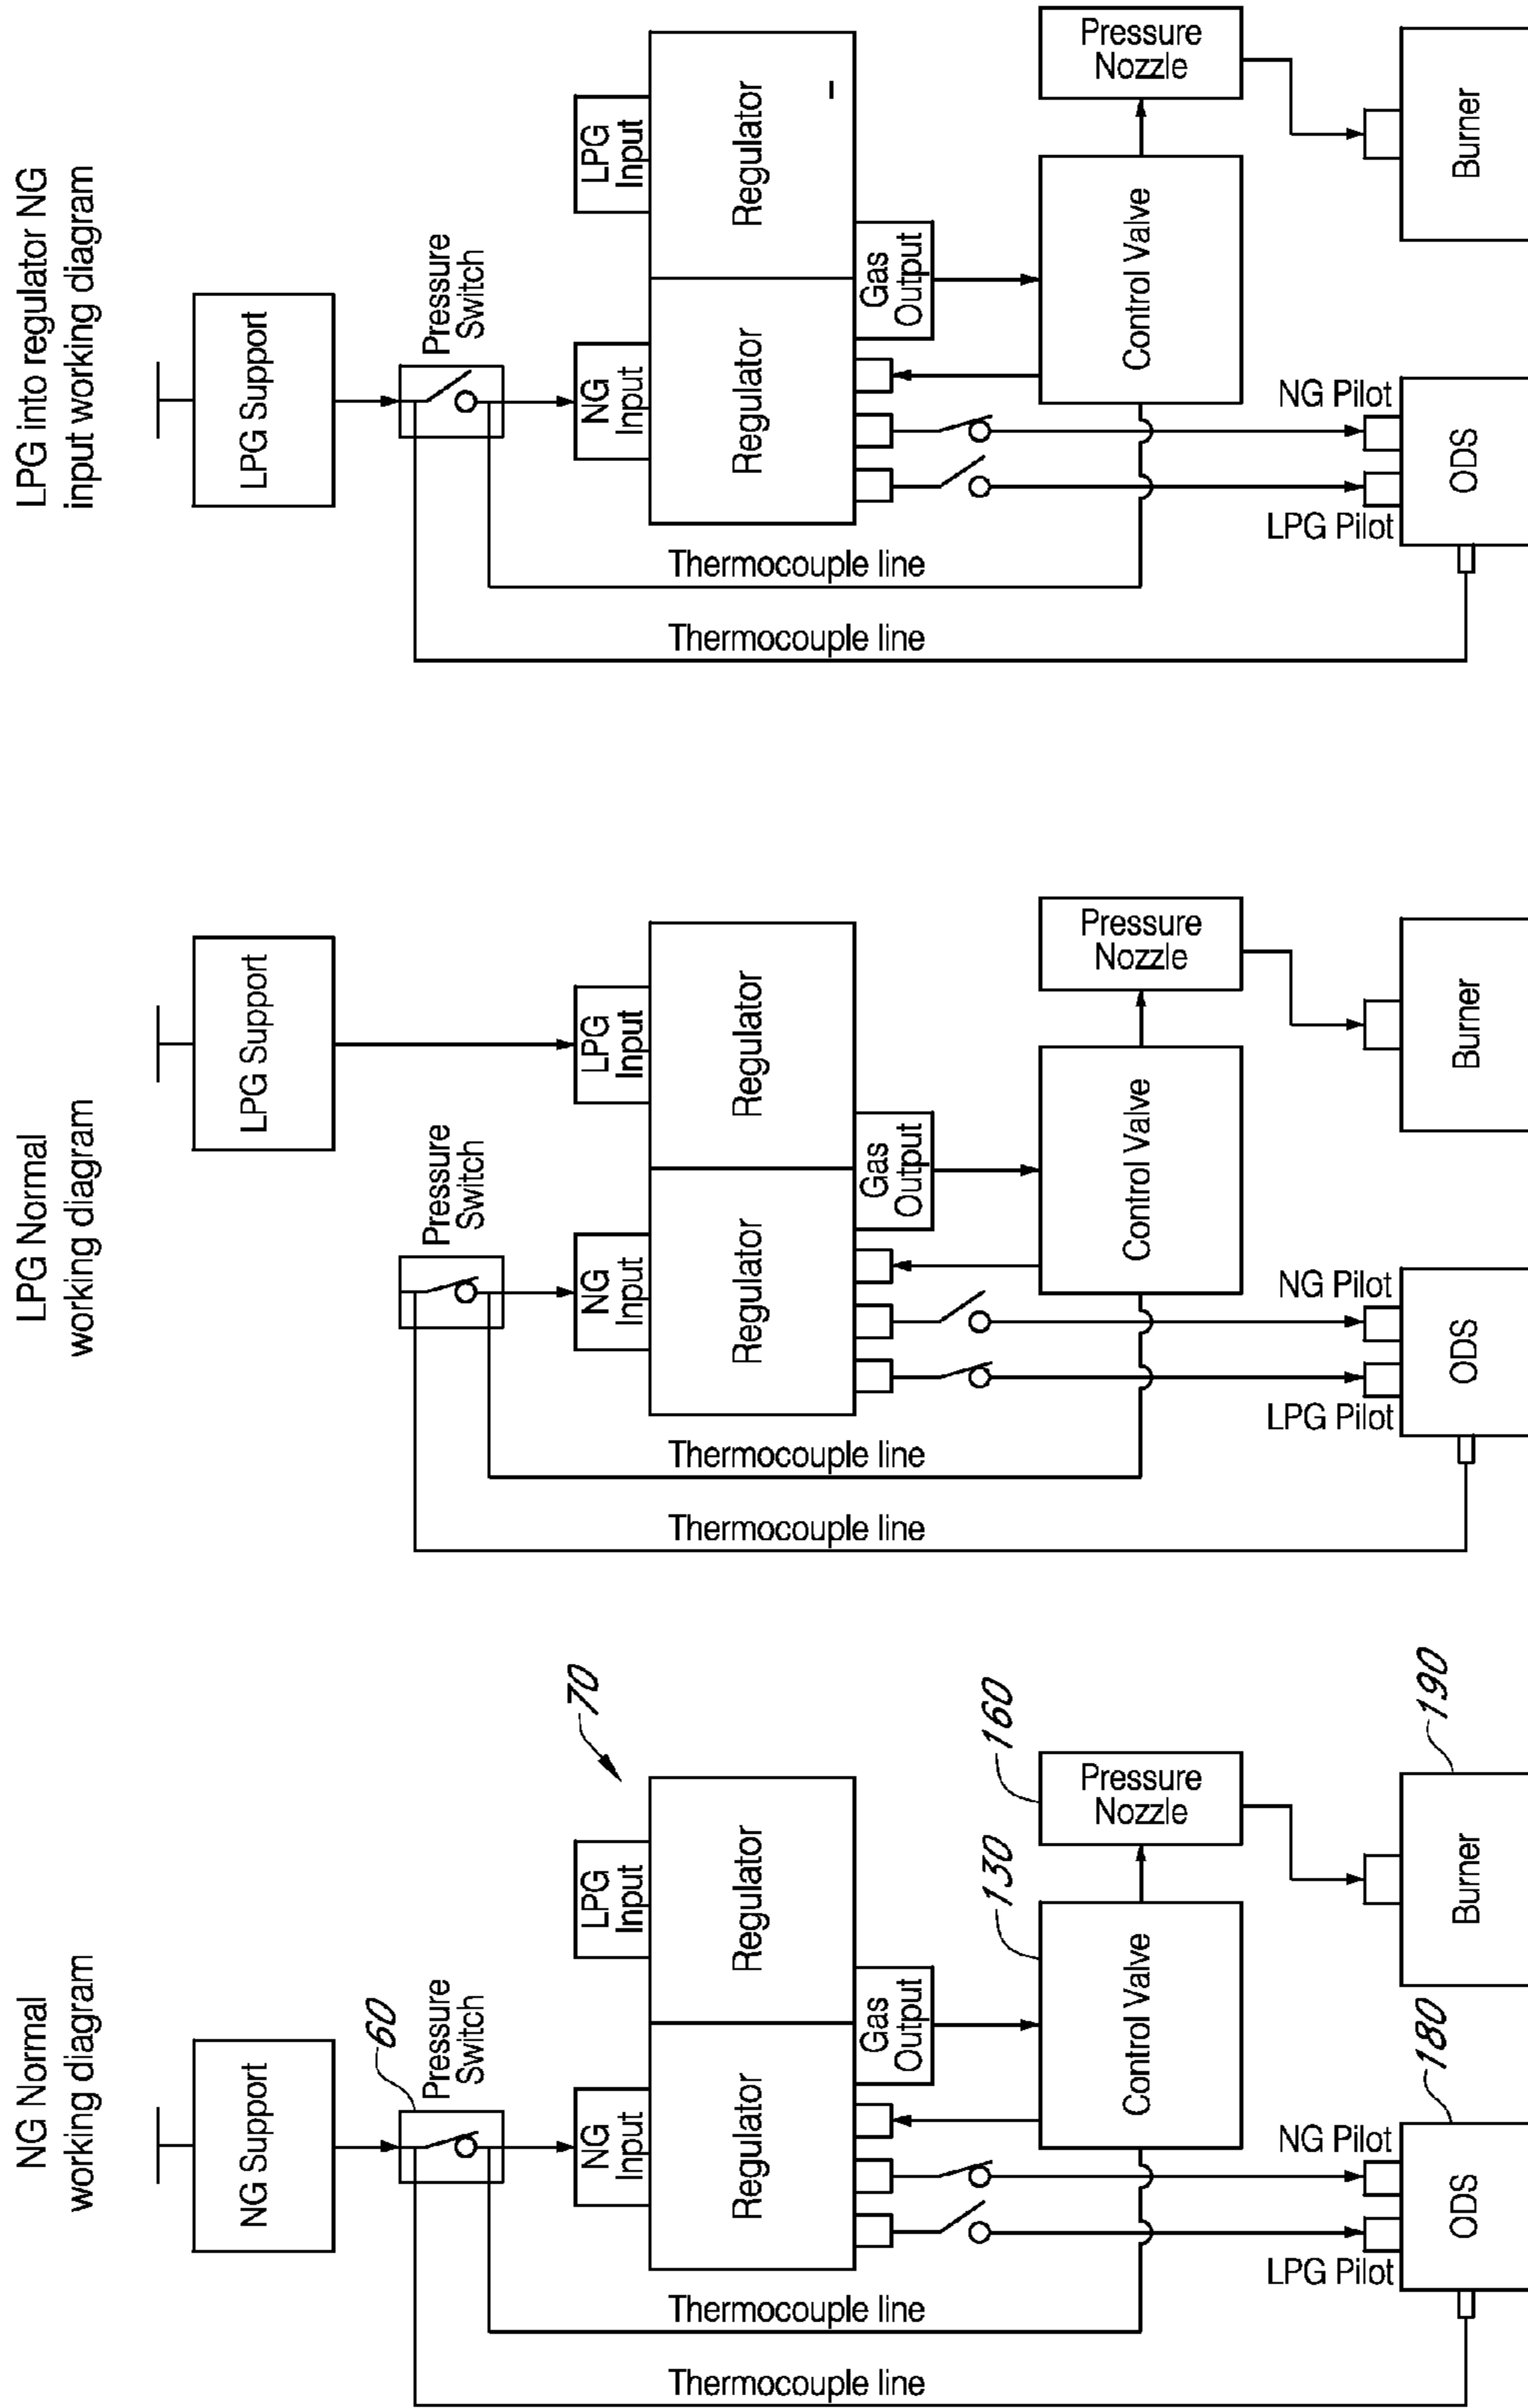 NG Normal
working diagram
NG Support
60
Pressure
Switch
70
NG
Input
LPG
Input
Regulator
Regulator
Gas
Output
Thermocouple line
Thermocouple line
130
160
Control Valve
Pressure
Nozzle
LPG Pilot
NG Pilot
180
190
ODS
Burner
LPG Normal
working diagram
LPG Support
Pressure
Switch
NG
Input
LPG
Input
Regulator
Regulator
Gas
Output
Thermocouple line
Thermocouple line
Control Valve
Pressure
Nozzle
LPG Pilot
NG Pilot
ODS
Burner
LPG into regulator NG
input working diagram
LPG Support
Pressure
Switch
NG
Input
LPG
Input
Regulator
Regulator
Gas
Output
Thermocouple line
Thermocouple line
Control Valve
Pressure
Nozzle
LPG Pilot
NG Pilot
ODS
Burner